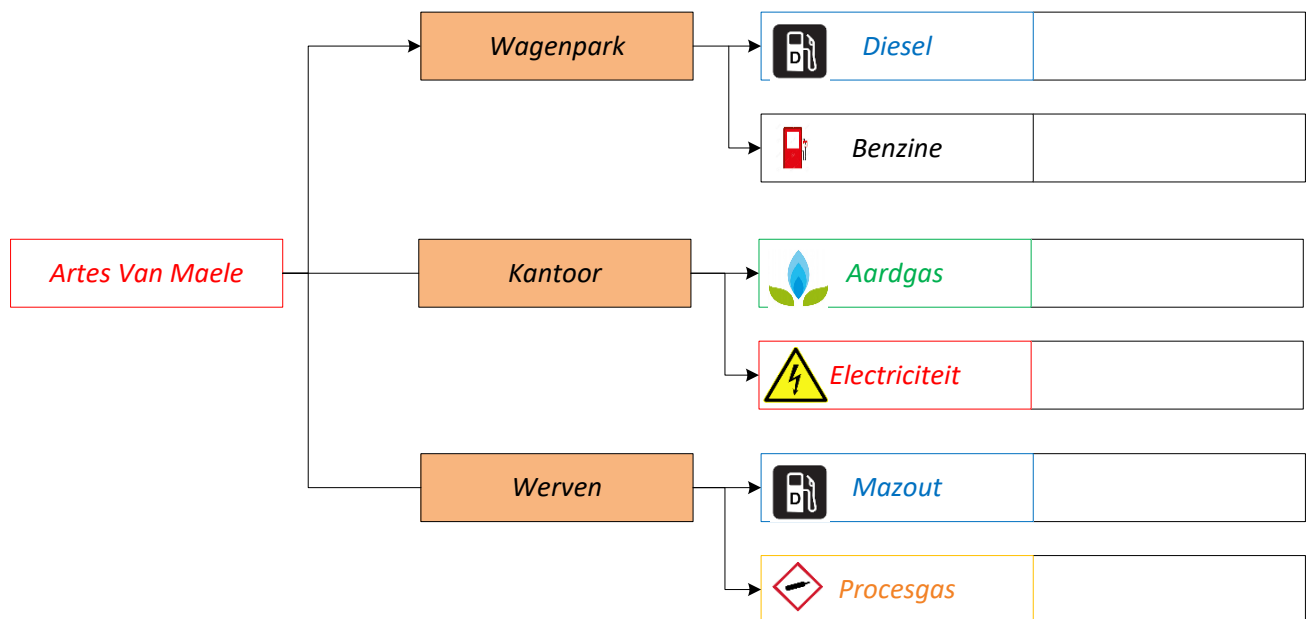 Wagenpark
Diesel
D
Benzine
Artes Van Maele
Kantoor
Aardgas
Electriciteit
Werven
Mazout
D
Procesgas